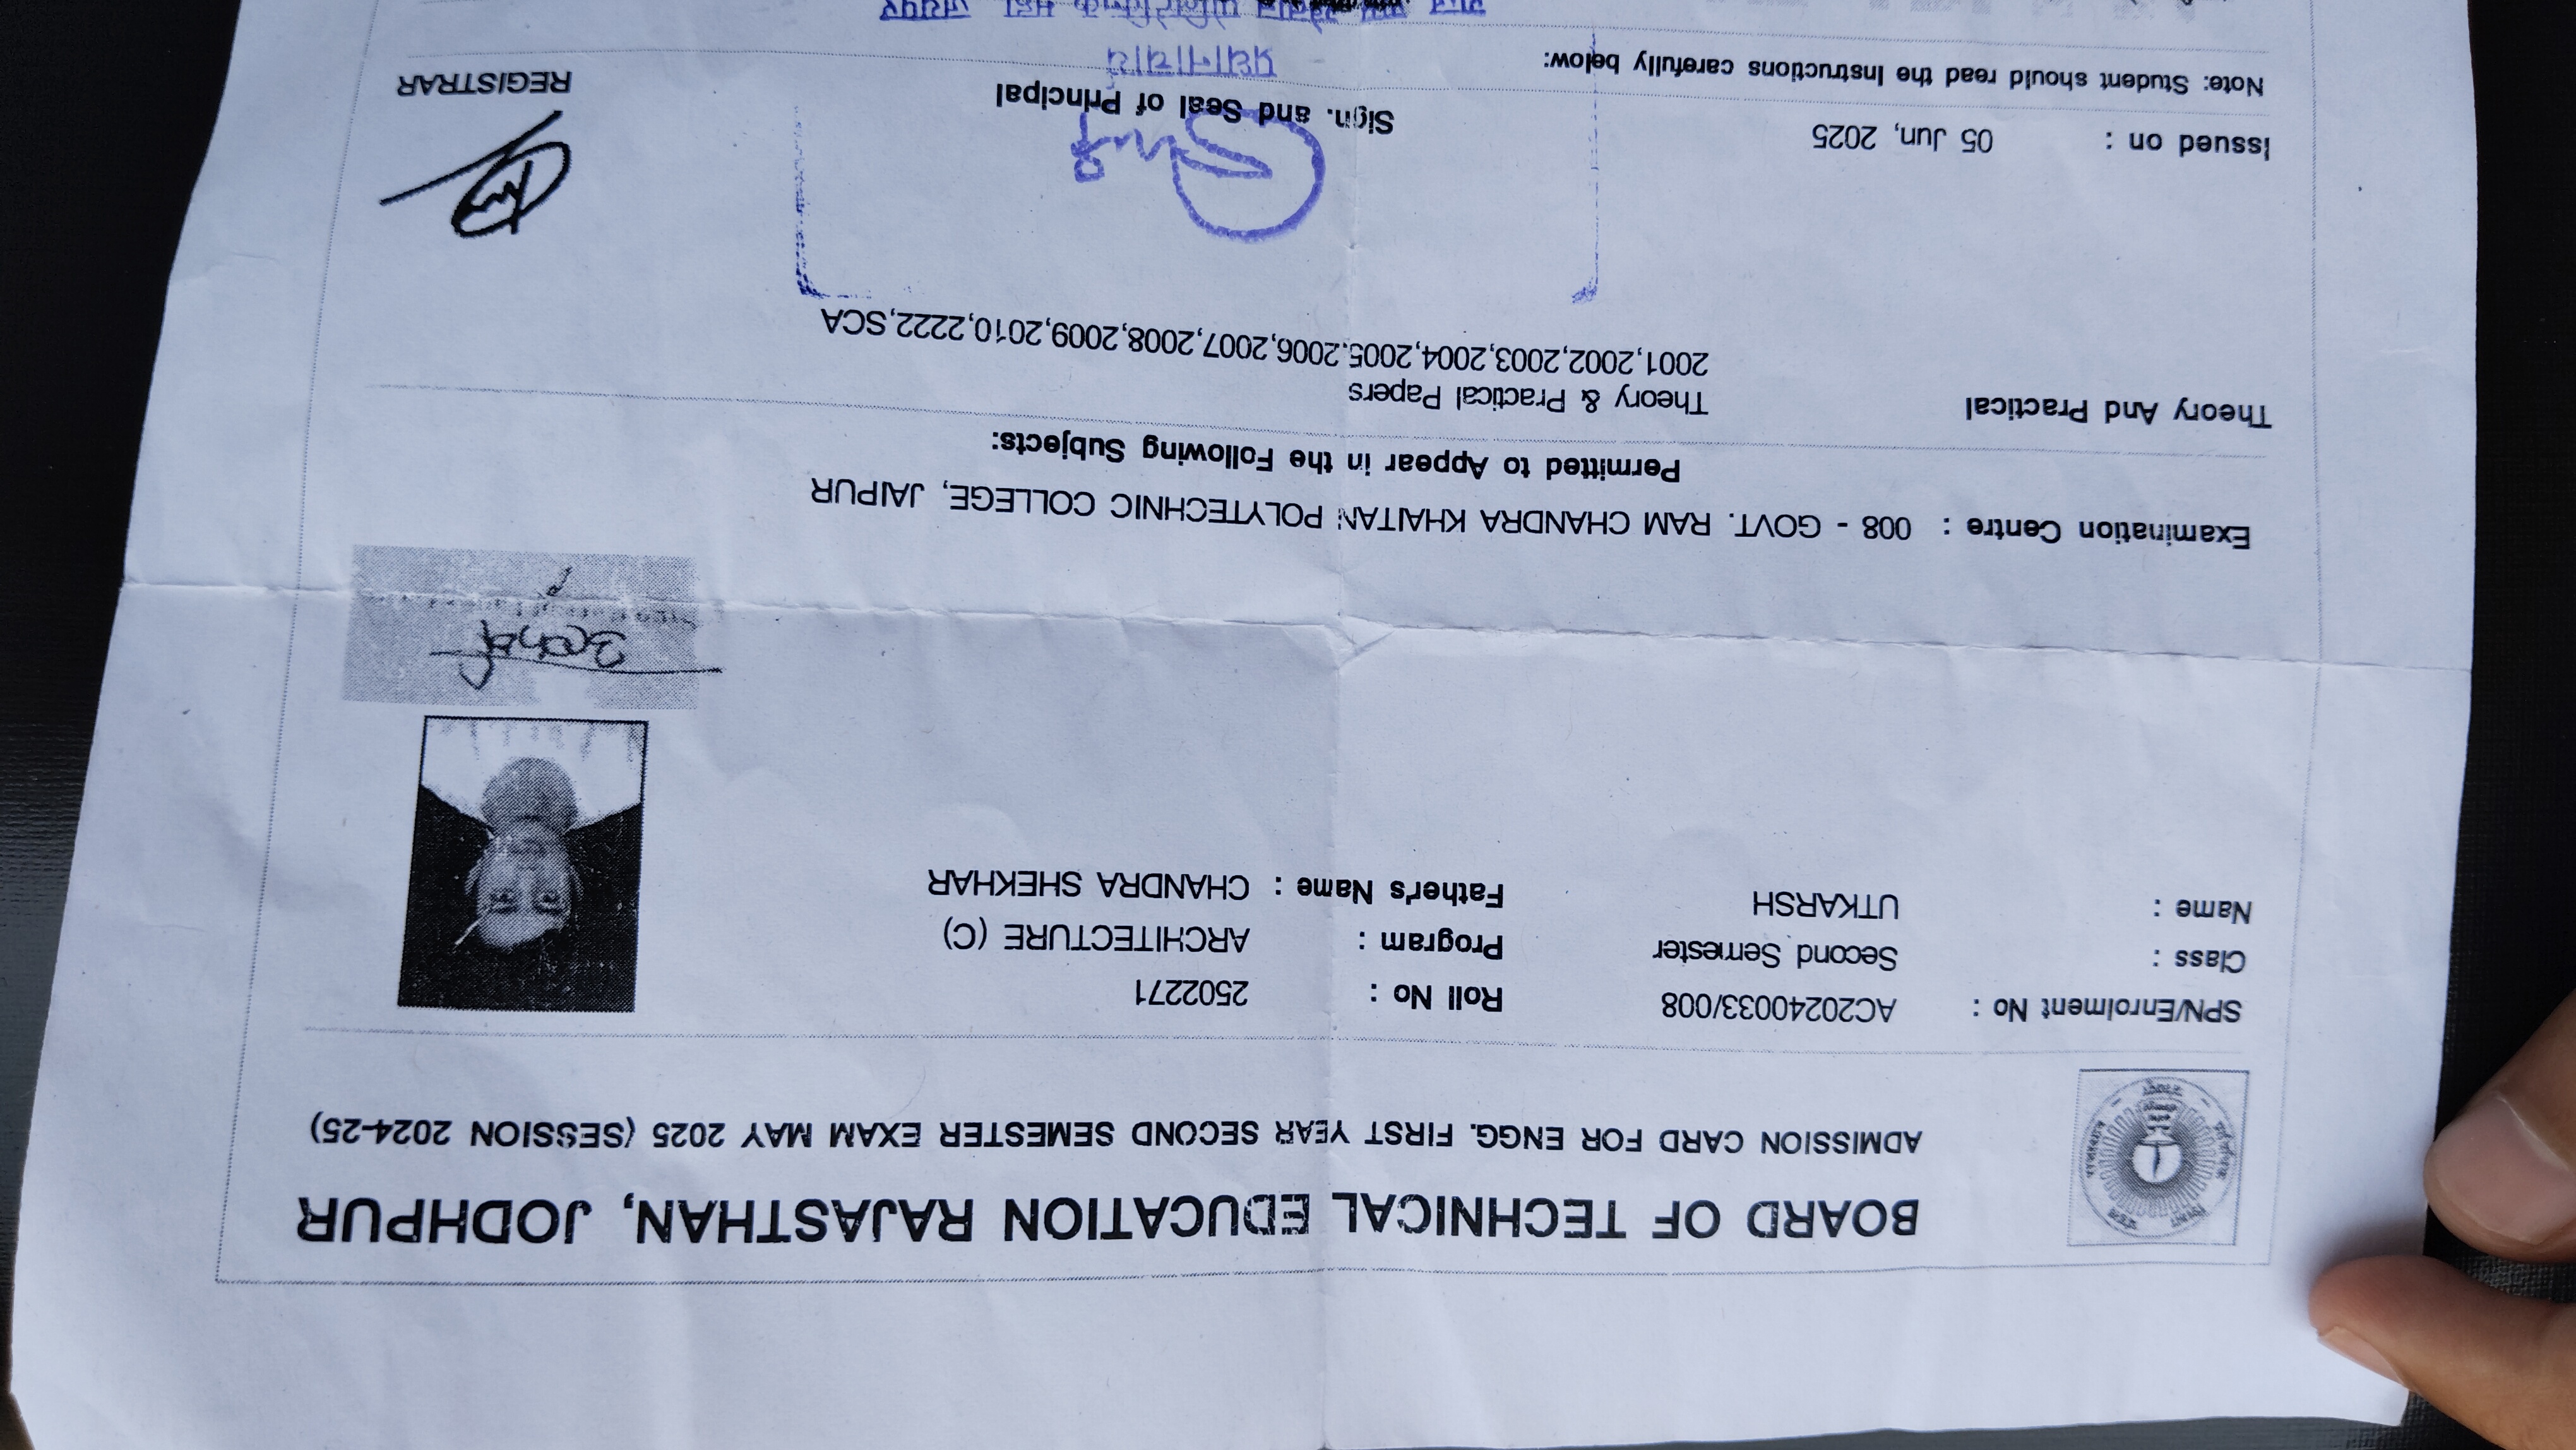 BOARD OF TECHNICAL EDUCATION RAJASTHAN, JODHPUR
ADMISSION CARD FOR ENGG. FIRST YEAR SECOND SEMESTER EXAM MAY 2025 (SESSION 2024-25)
SPN/Enrolment No : AC20240033/008 Roll No : 2502271
Class : Second Semester Program : ARCHITECTURE (C)
Name : UTKARSH Father's Name : CHANDRA SHEKHAR
उत्कर्ष
Examination Centre : 008 - GOVT. RAM CHANDRA KHAITAN POLYTECHNIC COLLEGE, JAIPUR
Permitted to Appear in the Following Subjects:
Theory And Practical Theory & Practical Papers
2001,2002,2003,2004,2005,2006,2007,2008,2009,2010,2222,SCA
Issued on : 05 Jun, 2025
Sign. and Seal of Principal
REGISTRAR
Note: Student should read the Instructions carefully below:
प्रधानाचार्य
जयपुर